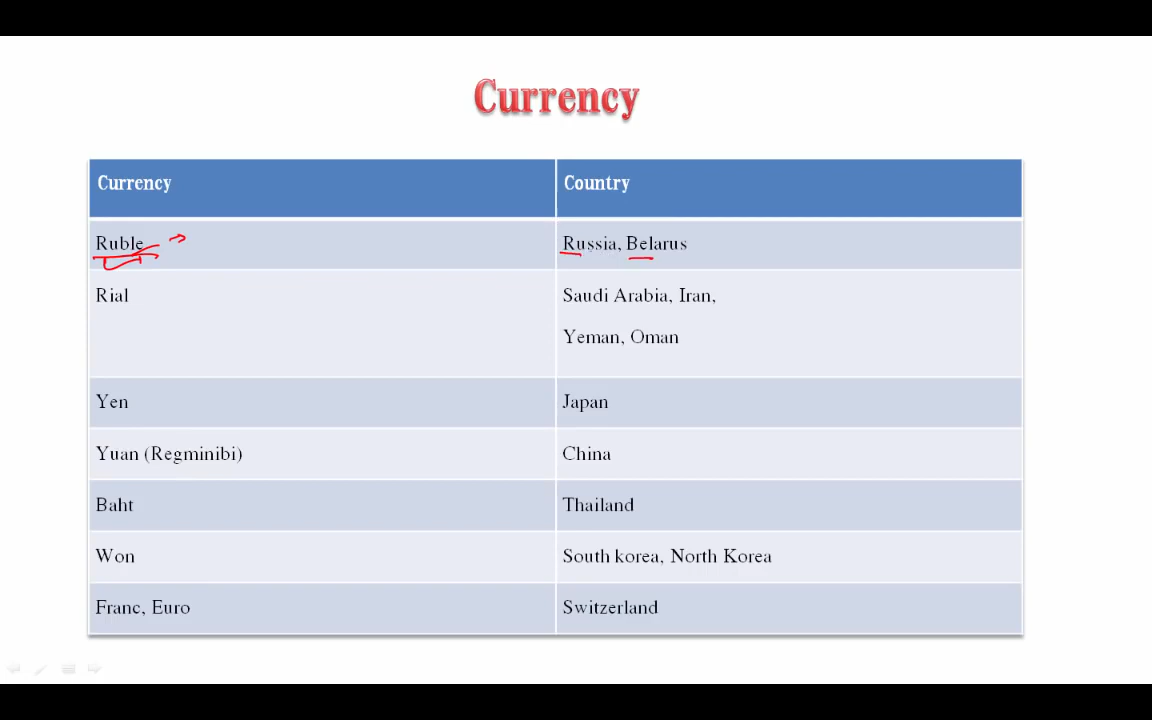 Currency
Currency Country
Ruble Russia, Belarus
Rial Saudi Arabia, Iran,
Yeman, Oman
Yen Japan
Yuan (Regminibi) China
Baht Thailand
Won South korea, North Korea
Franc, Euro Switzerland